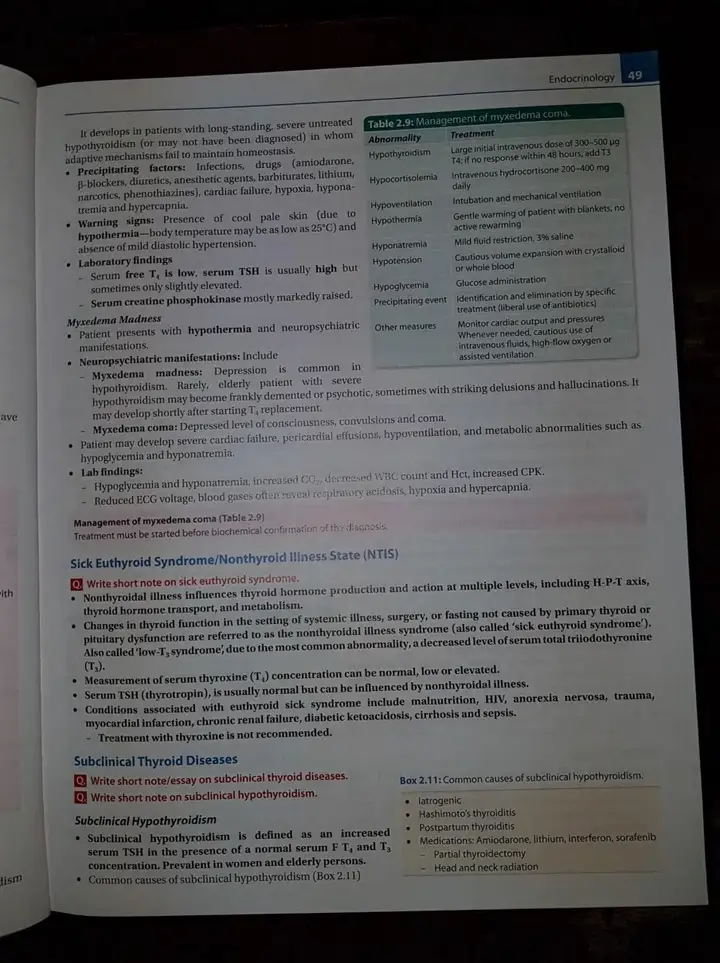 Endocrinology 49
It develops in patients with long-standing, severe untreated
hypothyroidism (or may not have been diagnosed) in whom
adaptive mechanisms fail to maintain homeostasis.
• Precipitating factors: Infections, drugs (amiodarone,
β-blockers, diuretics, anesthetic agents, barbiturates, lithium,
narcotics, phenothiazines), cardiac failure, hypoxia, hypona-
tremia and hypercapnia.
• Warning signs: Presence of cool pale skin (due to
hypothermia—body temperature may be as low as 25°C) and
absence of mild diastolic hypertension.
• Laboratory findings
– Serum free T4 is low, serum TSH is usually high but
sometimes only slightly elevated.
– Serum creatine phosphokinase mostly markedly raised.
Myxedema Madness
• Patient presents with hypothermia and neuropsychiatric
manifestations.
• Neuropsychiatric manifestations: Include
– Myxedema madness: Depression is common in
hypothyroidism. Rarely, elderly patient with severe
hypothyroidism may become frankly demented or psychotic, sometimes with striking delusions and hallucinations. It
may develop shortly after starting T4 replacement.
– Myxedema coma: Depressed level of consciousness, convulsions and coma.
• Patient may develop severe cardiac failure, pericardial effusions, hypoventilation, and metabolic abnormalities such as
hypoglycemia and hyponatremia.
• Lab findings:
– Hypoglycemia and hyponatremia, increased CO2, decreased WBC count and Hct, increased CPK.
– Reduced ECG voltage, blood gases often reveal respiratory acidosis, hypoxia and hypercapnia.
Table 2.9: Management of myxedema coma.
Abnormality Treatment
Hypothyroidism Large initial intravenous dose of 300–500 µg
T4; if no response within 48 hours, add T3
Hypocortisolemia Intravenous hydrocortisone 200–400 mg
daily
Hypoventilation Intubation and mechanical ventilation
Hypothermia Gentle warming of patient with blankets, no
active rewarming
Hyponatremia Mild fluid restriction, 3% saline
Hypotension Cautious volume expansion with crystalloid
or whole blood
Hypoglycemia Glucose administration
Precipitating event Identification and elimination by specific
treatment (liberal use of antibiotics)
Other measures Monitor cardiac output and pressures
Whenever needed, cautious use of
intravenous fluids, high-flow oxygen or
assisted ventilation
Management of myxedema coma (Table 2.9)
Treatment must be started before biochemical confirmation of the diagnosis.
Sick Euthyroid Syndrome/Nonthyroid Illness State (NTIS)
Q. Write short note on sick euthyroid syndrome.
• Nonthyroidal illness influences thyroid hormone production and action at multiple levels, including H-P-T axis,
thyroid hormone transport, and metabolism.
• Changes in thyroid function in the setting of systemic illness, surgery, or fasting not caused by primary thyroid or
pituitary dysfunction are referred to as the nonthyroidal illness syndrome (also called ‘sick euthyroid syndrome’).
Also called ‘low-T3 syndrome’, due to the most common abnormality, a decreased level of serum total triiodothyronine
(T3).
• Measurement of serum thyroxine (T4) concentration can be normal, low or elevated.
• Serum TSH (thyrotropin), is usually normal but can be influenced by nonthyroidal illness.
• Conditions associated with euthyroid sick syndrome include malnutrition, HIV, anorexia nervosa, trauma,
myocardial infarction, chronic renal failure, diabetic ketoacidosis, cirrhosis and sepsis.
– Treatment with thyroxine is not recommended.
Subclinical Thyroid Diseases
Q. Write short note/essay on subclinical thyroid diseases.
Q. Write short note on subclinical hypothyroidism.
Subclinical Hypothyroidism
• Subclinical hypothyroidism is defined as an increased
serum TSH in the presence of a normal serum F T4 and T3
concentration. Prevalent in women and elderly persons.
• Common causes of subclinical hypothyroidism (Box 2.11)
Box 2.11: Common causes of subclinical hypothyroidism.
• Iatrogenic
• Hashimoto's thyroiditis
• Postpartum thyroiditis
• Medications: Amiodarone, lithium, interferon, sorafenib
– Partial thyroidectomy
– Head and neck radiation
ave
ith
dism